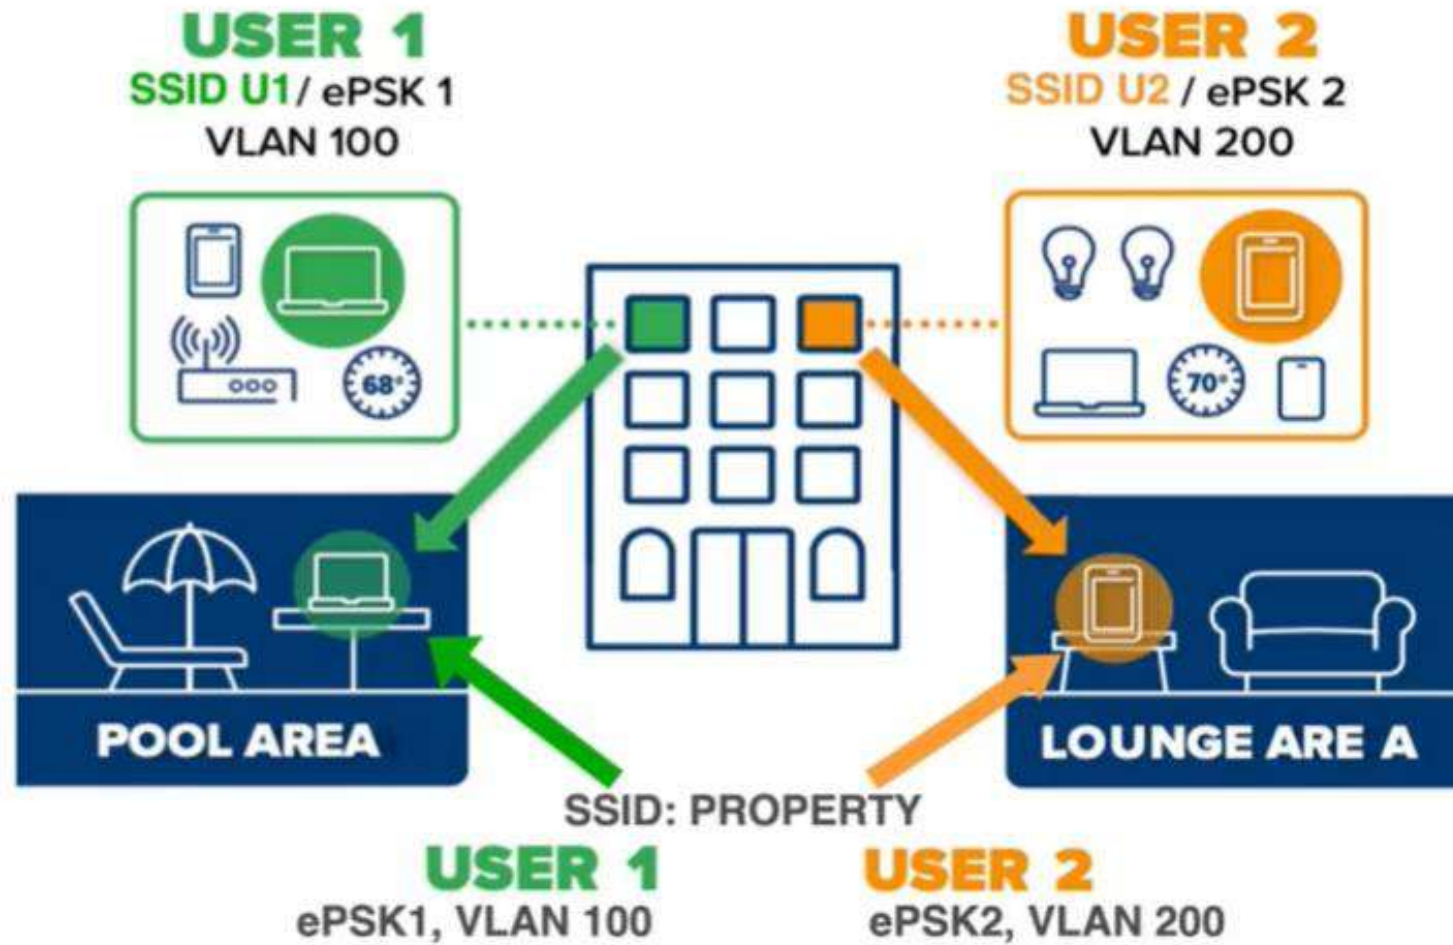 USER 1
SSID U1 / ePSK 1
VLAN 100
USER 2
SSID U2 / ePSK 2
VLAN 200
68°
70°
POOL AREA
LOUNGE ARE A
SSID: PROPERTY
USER 1
ePSK1, VLAN 100
USER 2
ePSK2, VLAN 200